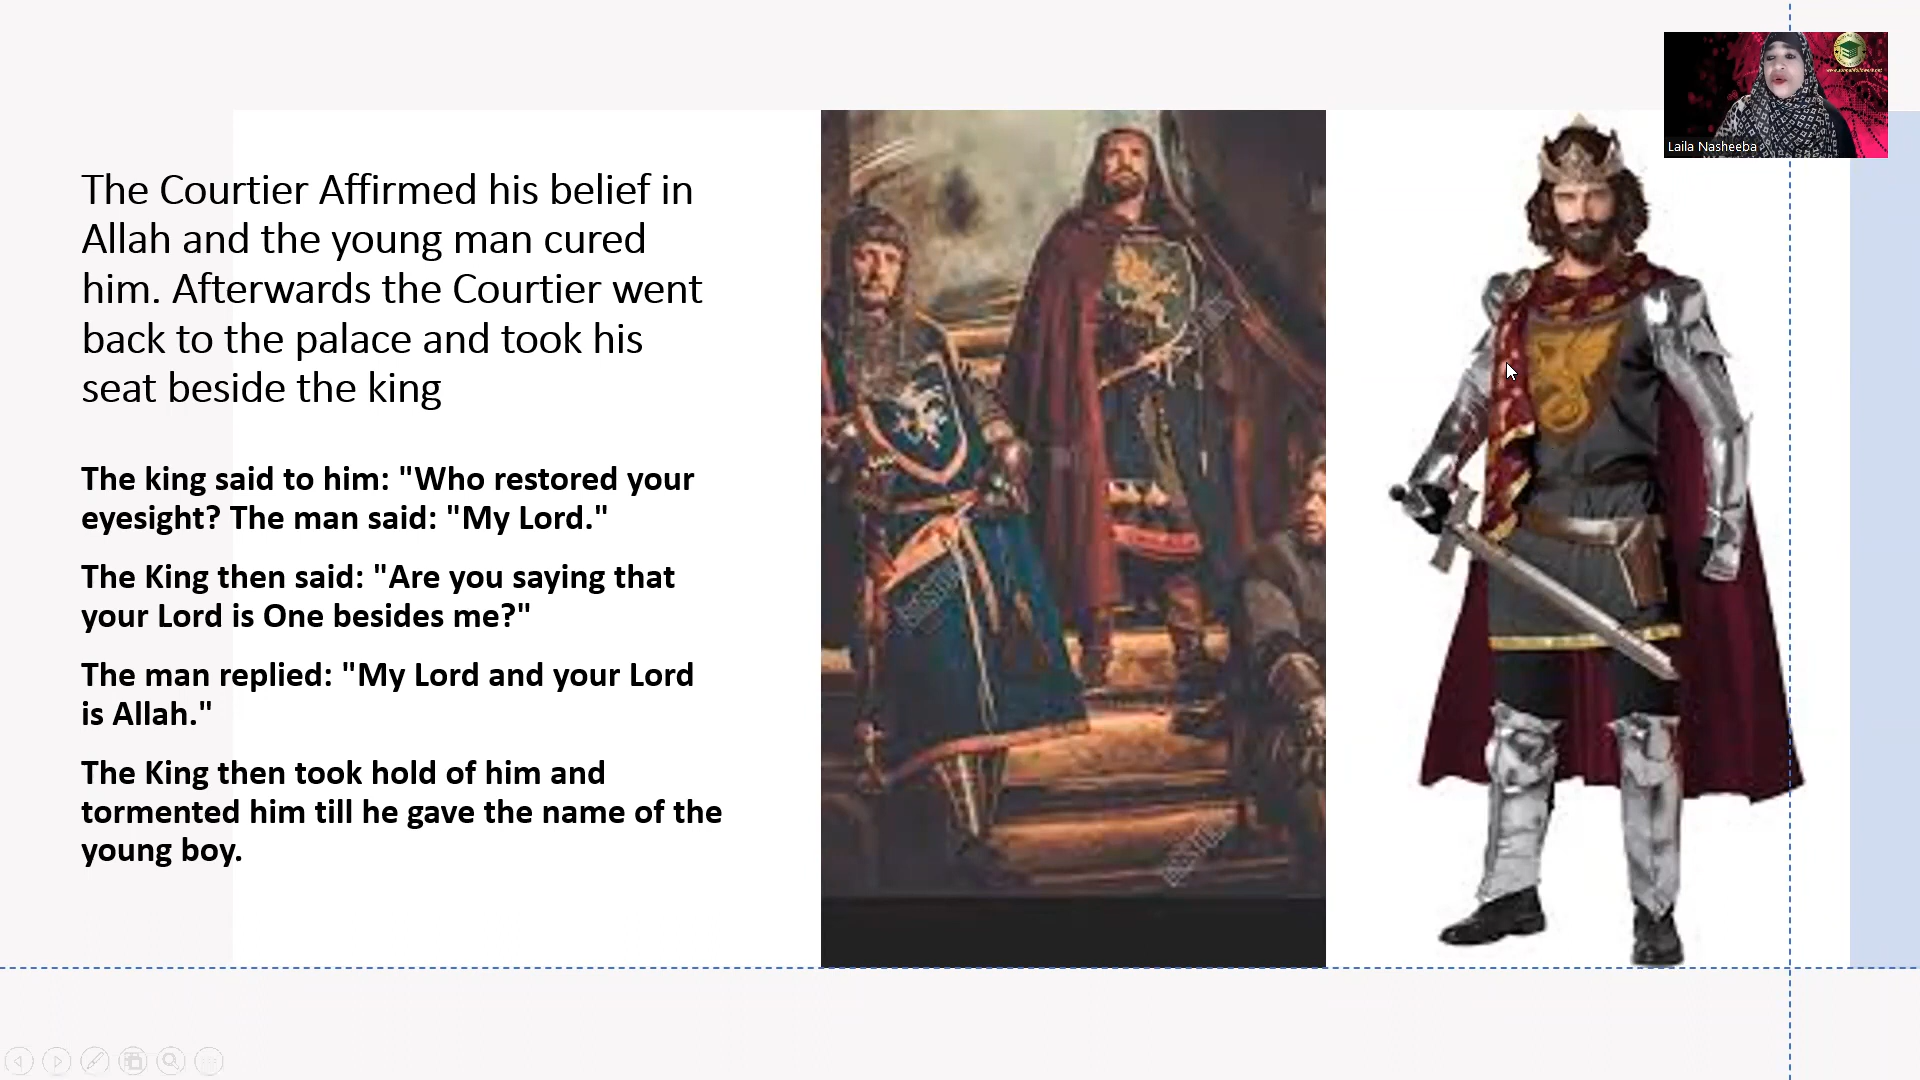 Laila Nasheeba
The Courtier Affirmed his belief in
Allah and the young man cured
him. Afterwards the Courtier went
back to the palace and took his
seat beside the king
The king said to him: "Who restored your
eyesight? The man said: "My Lord."
The King then said: "Are you saying that
your Lord is One besides me?"
The man replied: "My Lord and your Lord
is Allah."
The King then took hold of him and
tormented him till he gave the name of the
young boy.